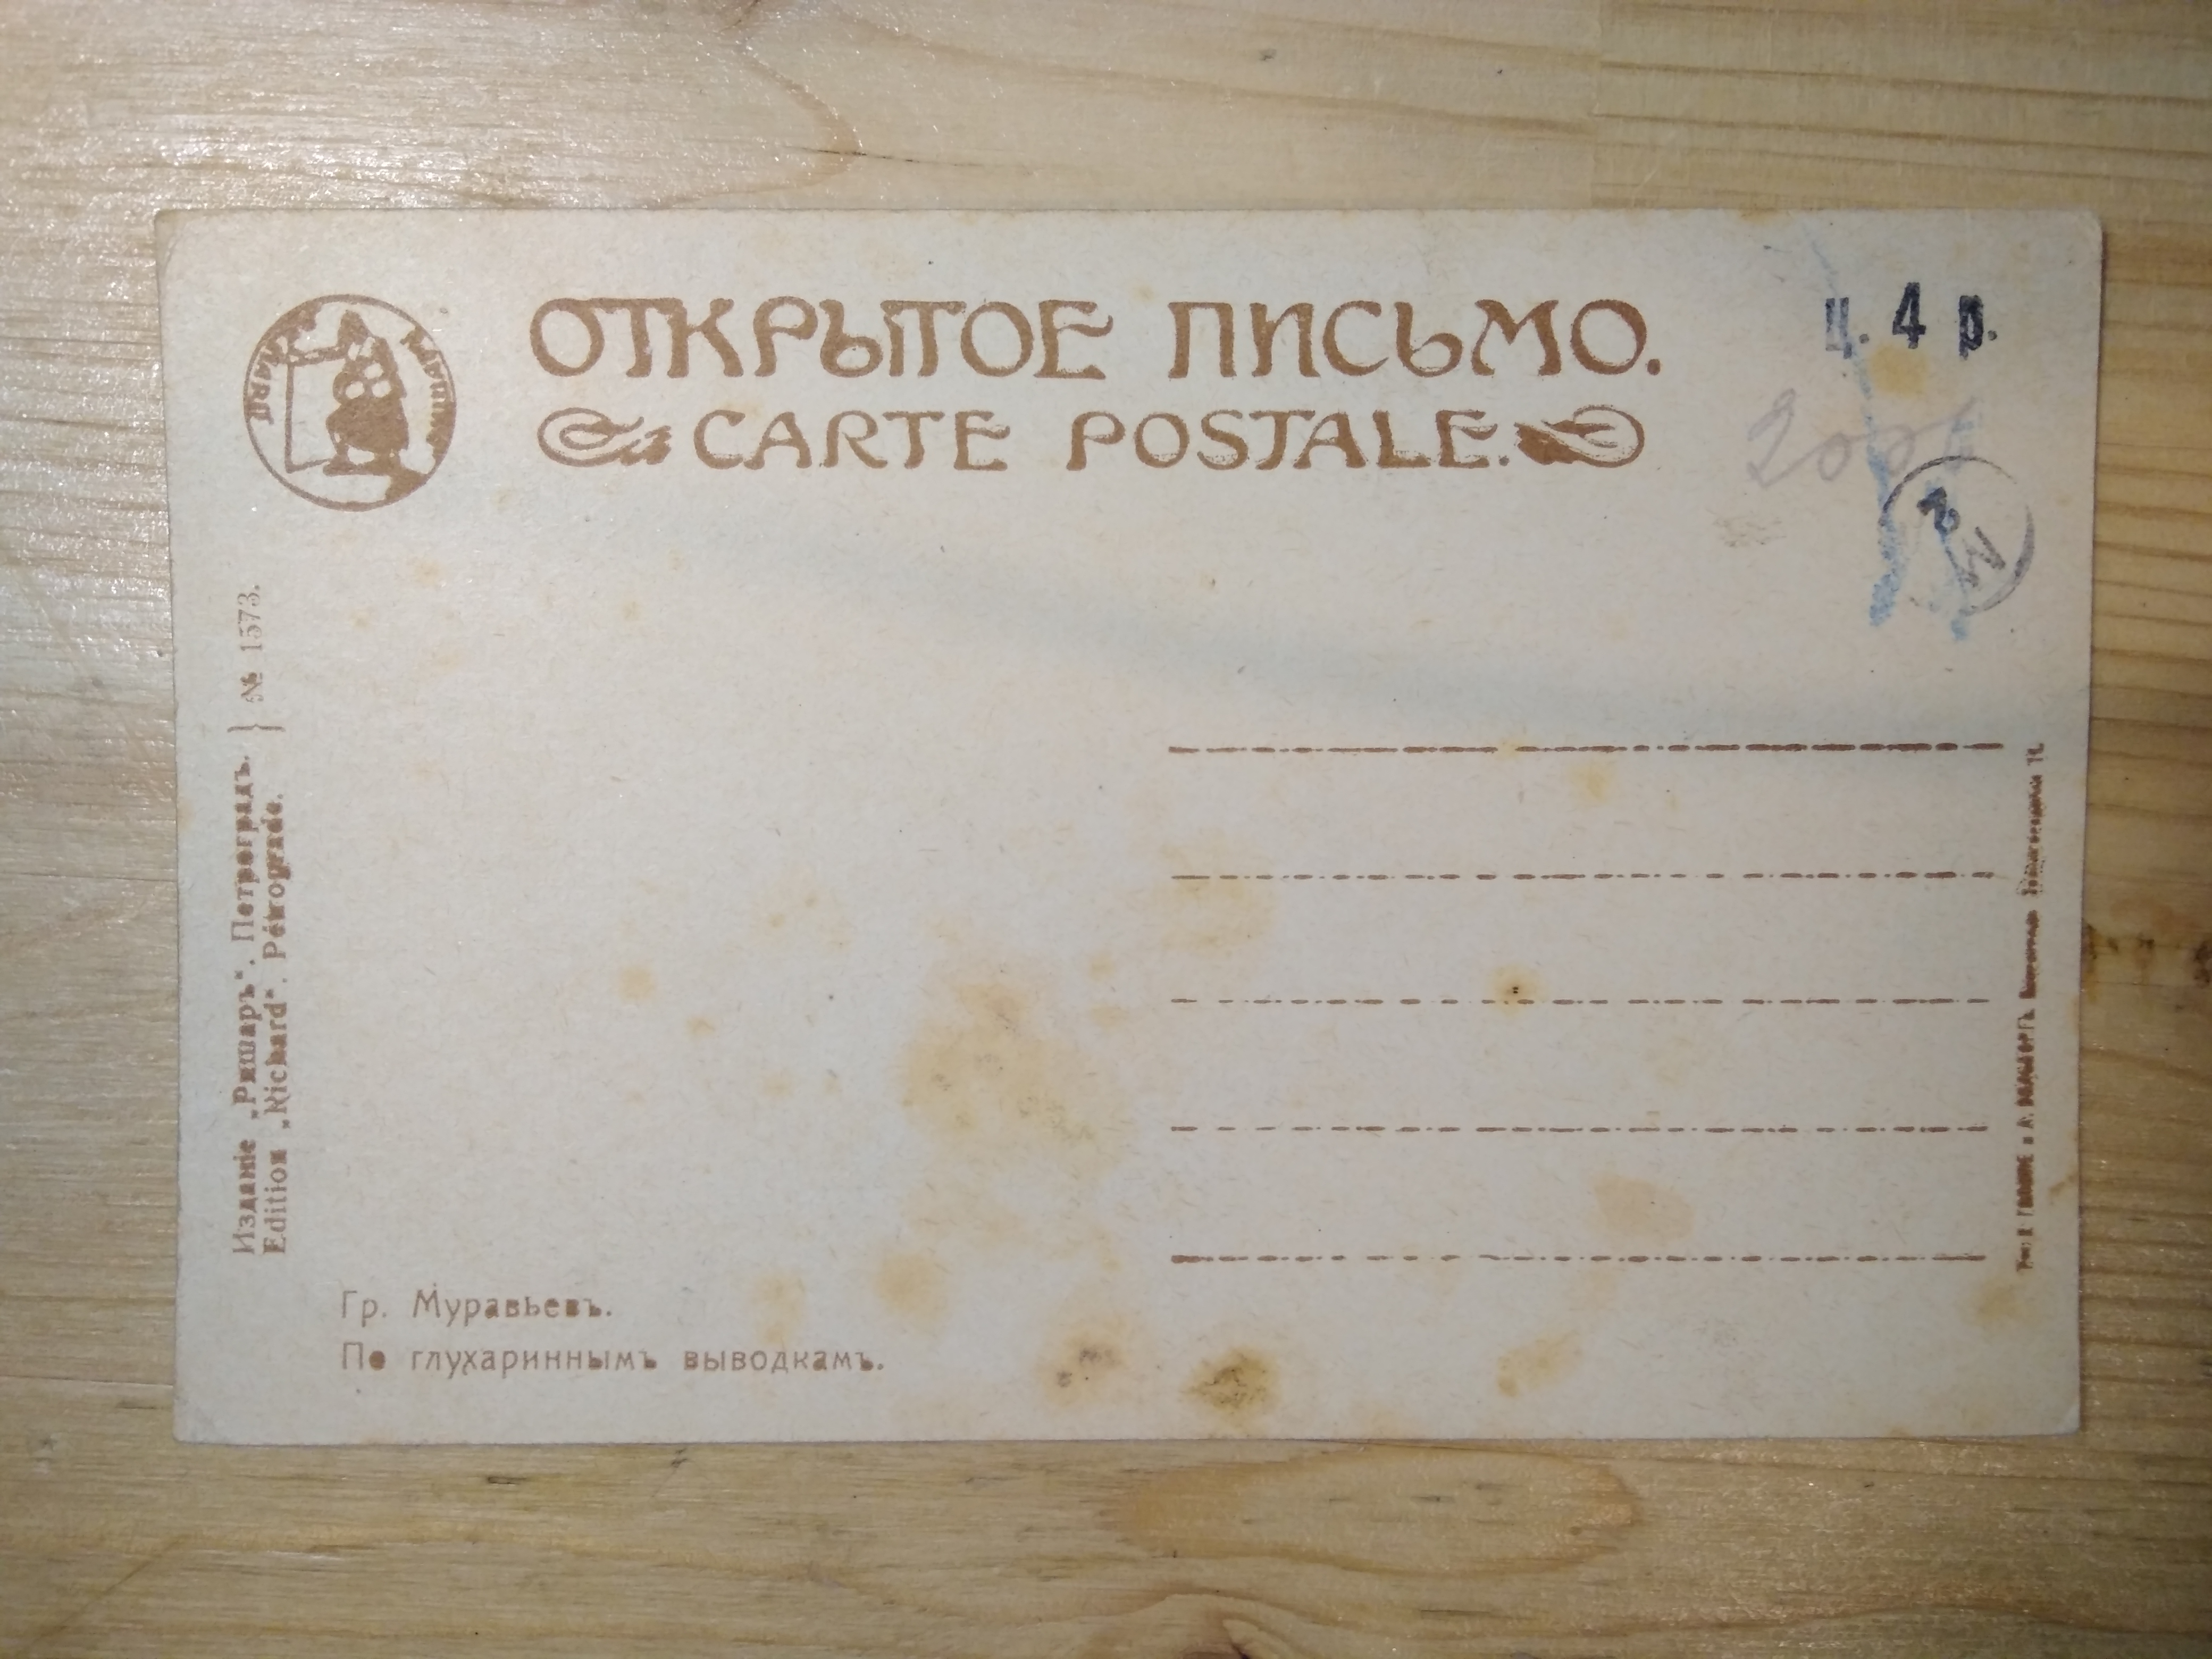 ОТКРЫТОЕ ПИСЬМО.
CARTE POSTALE.
ц. 4 р.
Изданіе „Ришаръ“. Петроградъ.
Edition „Richard“. Pétrograde.
№ 1573.
Гр. Муравьевъ.
По глухариннымъ выводкамъ.